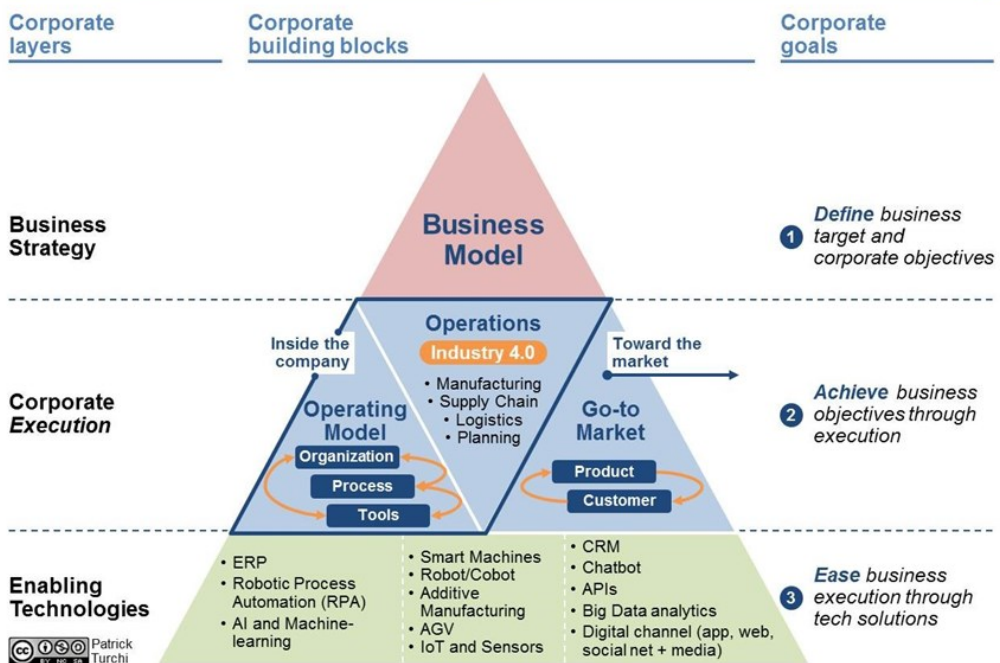 Corporate
layers
Corporate
building blocks
Corporate
goals
Business
Strategy
Business
Model
1
Define business
target and
corporate objectives
Corporate
Execution
Inside the
company
Operating
Model
Organization
Process
Tools
Operations
Industry 4.0
• Manufacturing
• Supply Chain
• Logistics
• Planning
Toward the
market
Go-to
Market
Product
Customer
2
Achieve business
objectives through
execution
Enabling
Technologies
• ERP
• Robotic Process
Automation (RPA)
• AI and Machine-
learning
• Smart Machines
• Robot/Cobot
• Additive
Manufacturing
• AGV
• IoT and Sensors
• CRM
• Chatbot
• APIs
• Big Data analytics
• Digital channel (app, web,
social net + media)
3
Ease business
execution through
tech solutions
cc
BY NC SA
Patrick
Turchi